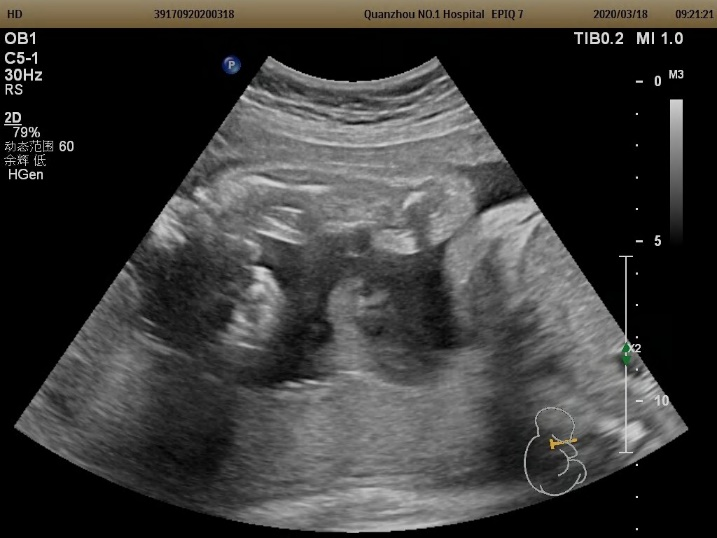 HD 39170920200318 Quanzhou NO.1 Hospital EPIQ 7 2020/03/18 09:21:21
OB1 TIB0.2 MI 1.0
C5-1
30Hz
RS
P
0 M3
2D
79%
动态范围 60
余辉 低
HGen
5
X2
10